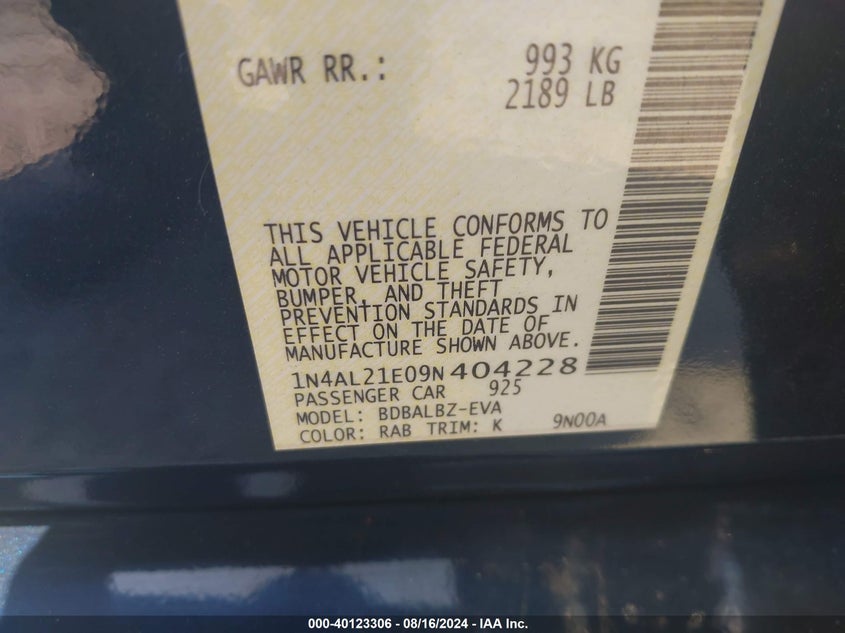 GAWR RR.: 993 KG
2189 LB
THIS VEHICLE CONFORMS TO
ALL APPLICABLE FEDERAL
MOTOR VEHICLE SAFETY,
BUMPER, AND THEFT
PREVENTION STANDARDS IN
EFFECT ON THE DATE OF
MANUFACTURE SHOWN ABOVE.
1N4AL21E09N404228
PASSENGER CAR 925
MODEL: BDBALBZ-EVA
COLOR: RAB TRIM: K 9N00A
000-40123306 - 08/16/2024 - IAA Inc.